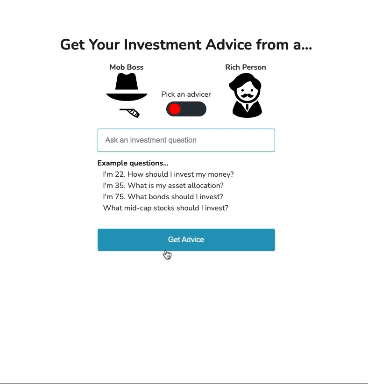 Get Your Investment Advice from a...
Mob Boss
Rich Person
Pick an advicer
Ask an investment question
Example questions...
I'm 22. How should I invest my money?
I'm 35. What is my asset allocation?
I'm 75. What bonds should I invest?
What mid-cap stocks should I invest?
Get Advice